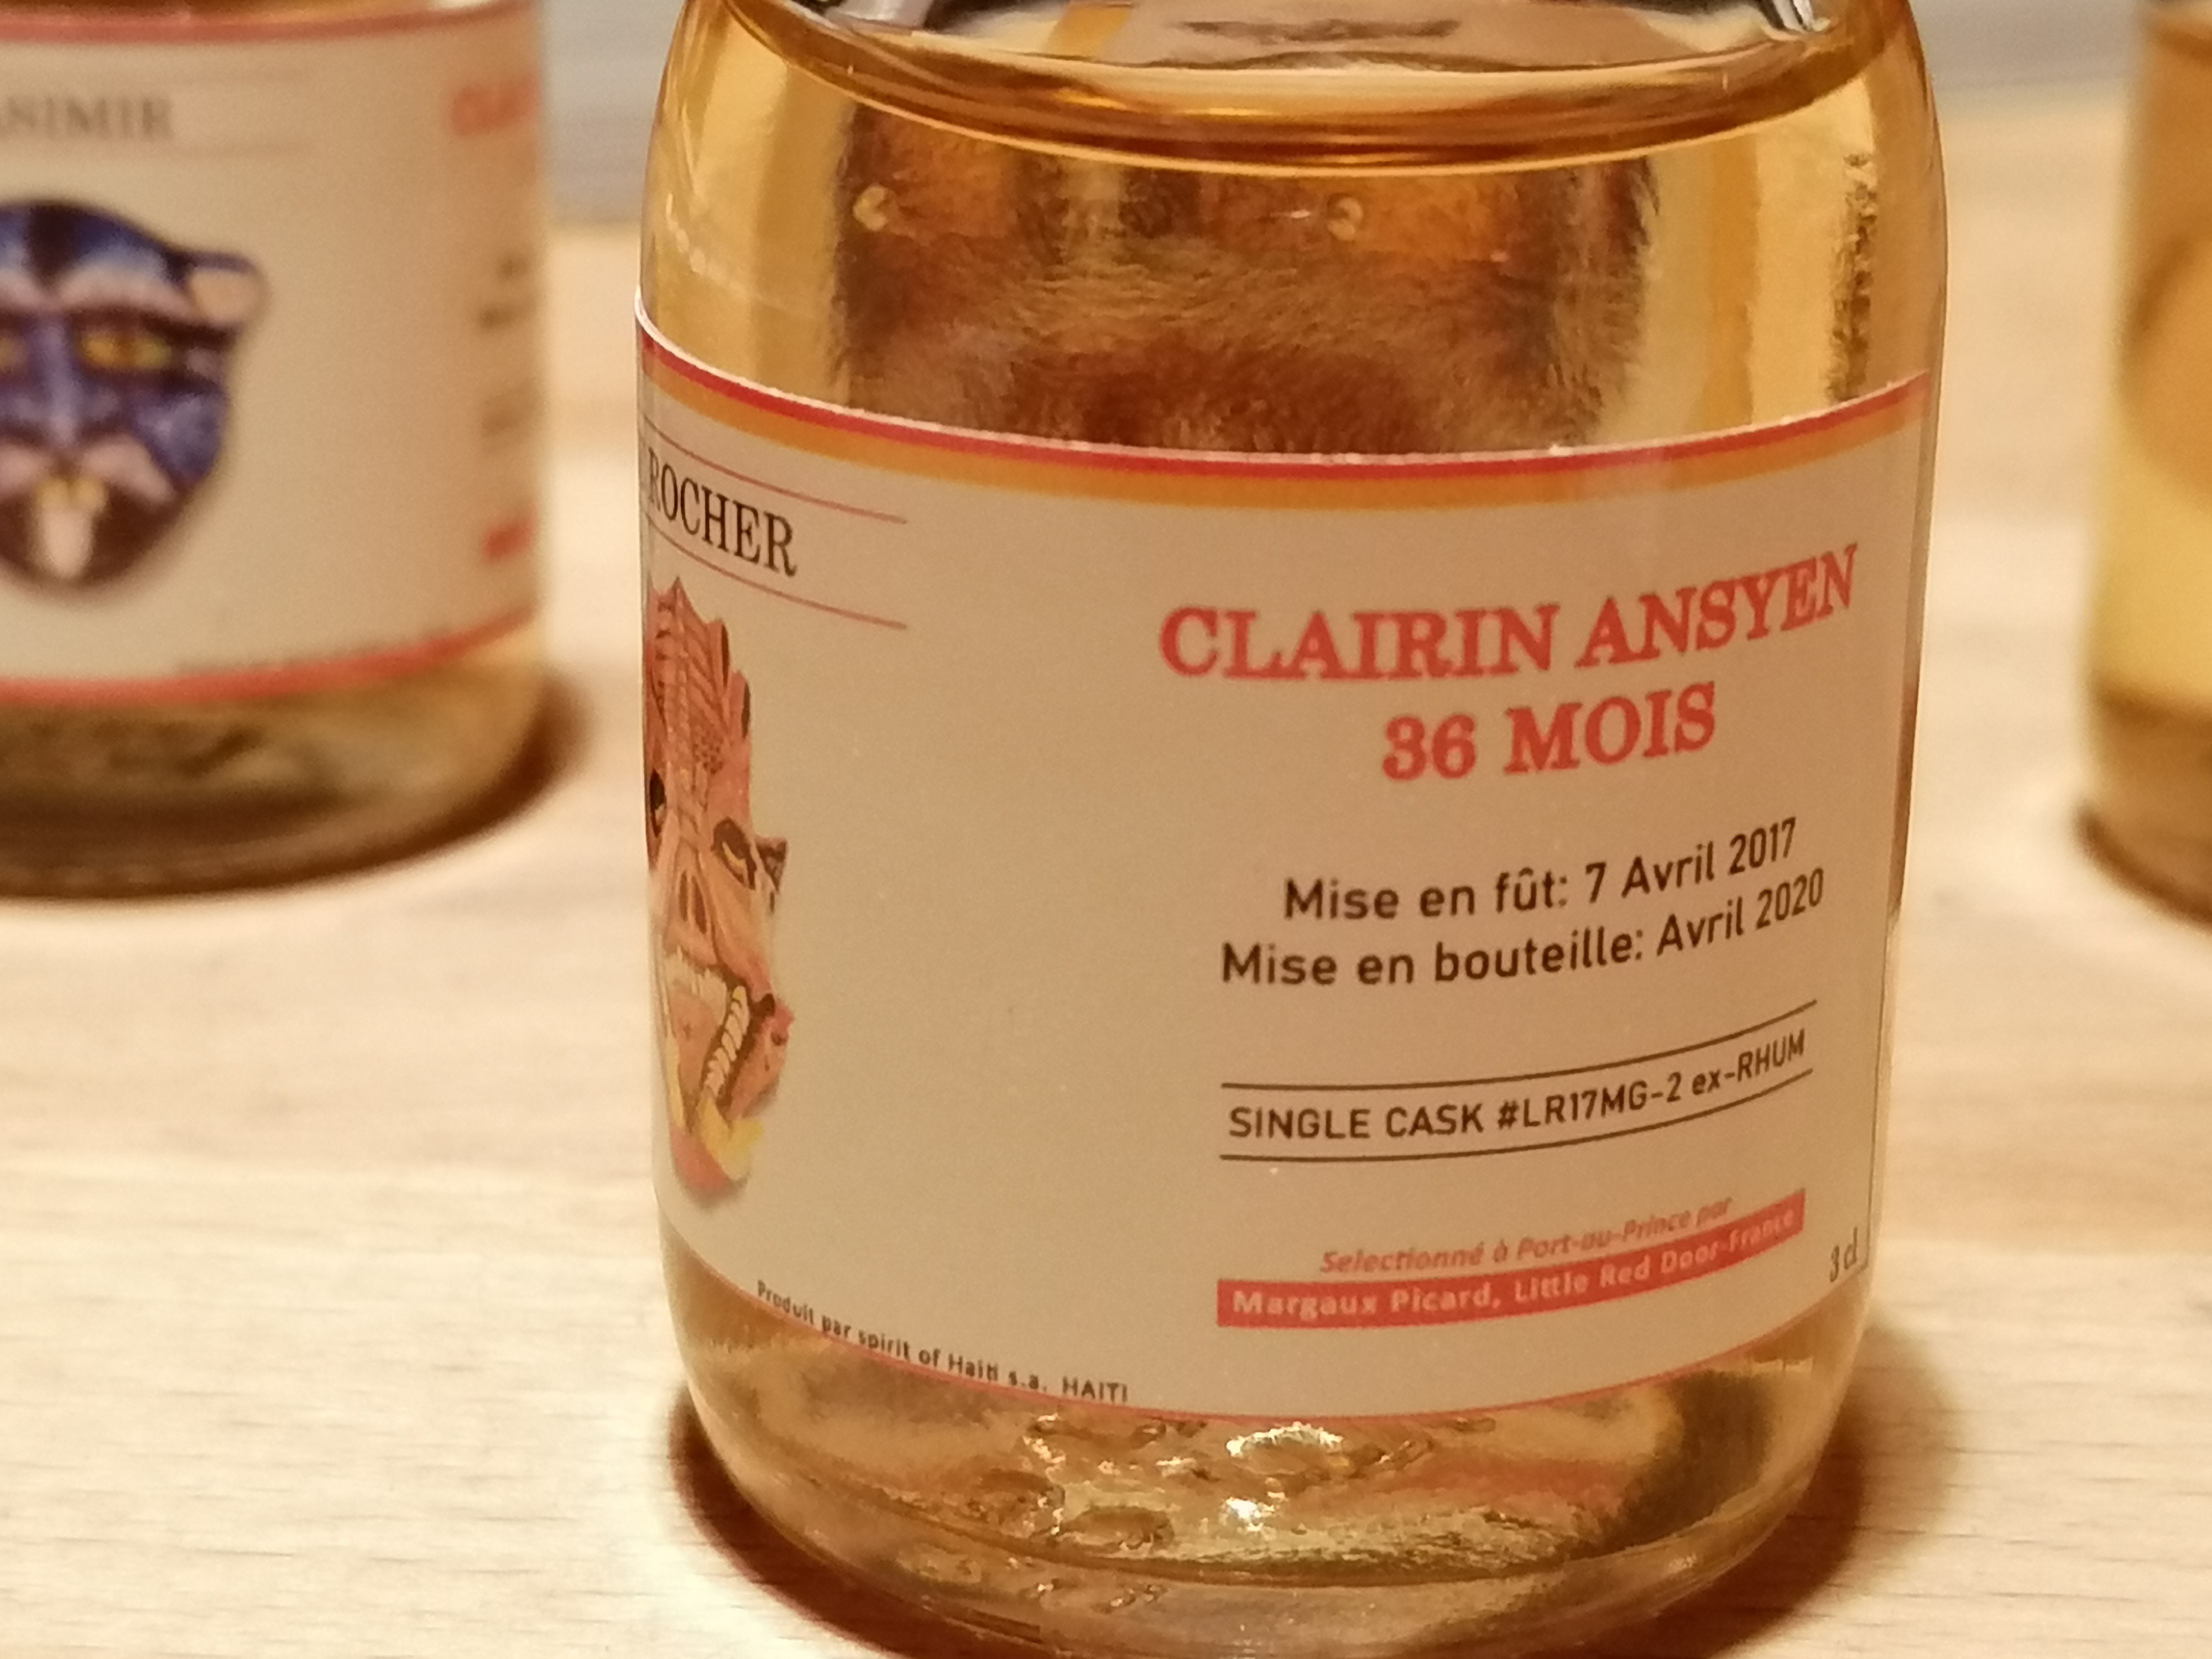 ROCHER
CLAIRIN ANSYEN
36 MOIS
Mise en fût: 7 Avril 2017
Mise en bouteille: Avril 2020
SINGLE CASK #LR17MG-2 ex-RHUM
Selectionné à Port-au-Prince par
Margaux Picard, Little Red Door-France
3 cl
Produit par spirit of Haiti s.a. HAITI